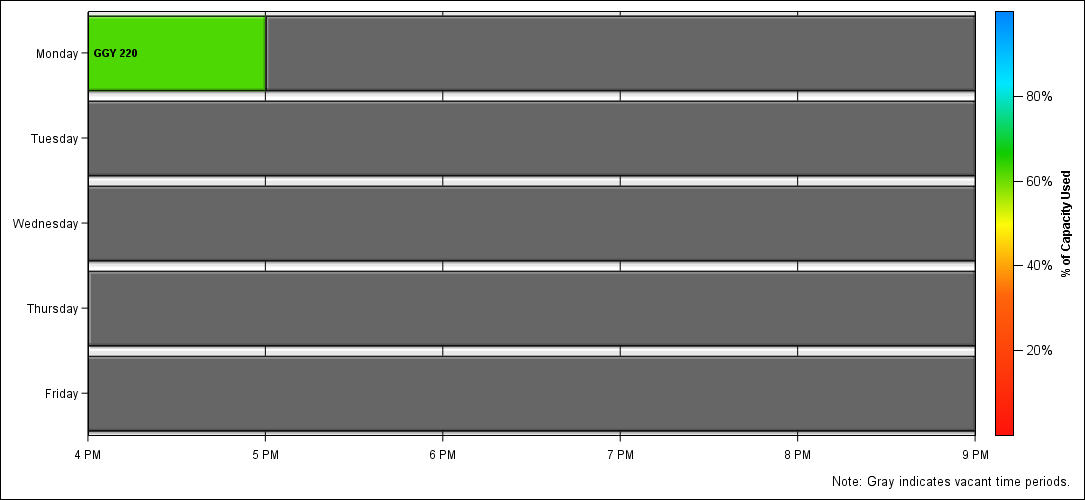 Monday
GGY 220
Tuesday
Wednesday
Thursday
Friday
4 PM
5 PM
6 PM
7 PM
8 PM
9 PM
80%
60%
40%
20%
% of Capacity Used
Note: Gray indicates vacant time periods.